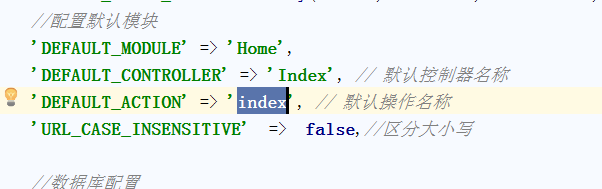 //配置默认模块
'DEFAULT_MODULE' => 'Home',
'DEFAULT_CONTROLLER' => 'Index', // 默认控制器名称
'DEFAULT_ACTION' => 'index', // 默认操作名称
'URL_CASE_INSENSITIVE' => false,//区分大小写
//数据库配置